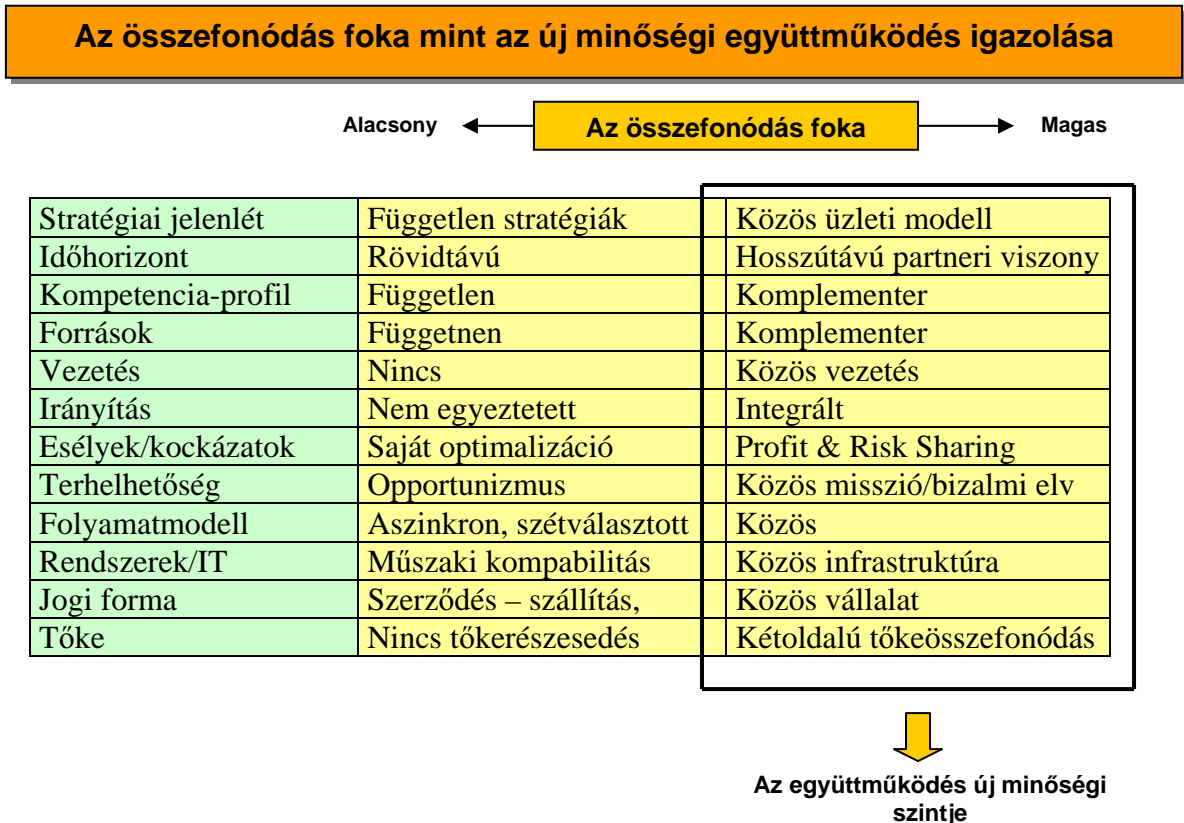 Az összefonódás foka mint az új minőségi együttműködés igazolása
Alacsony Az összefonódás foka Magas
Stratégiai jelenlét Független stratégiák Közös üzleti modell
Időhorizont Rövidtávú Hosszútávú partneri viszony
Kompetencia-profil Független Komplementer
Források Függetnen Komplementer
Vezetés Nincs Közös vezetés
Irányítás Nem egyeztetett Integrált
Esélyek/kockázatok Saját optimalizáció Profit & Risk Sharing
Terhelhetőség Opportunizmus Közös misszió/bizalmi elv
Folyamatmodell Aszinkron, szétválasztott Közös
Rendszerek/IT Műszaki kompabilitás Közös infrastruktúra
Jogi forma Szerződés – szállítás, Közös vállalat
Tőke Nincs tőkerészesedés Kétoldalú tőkeösszefonódás
Az együttműködés új minőségi
szintje